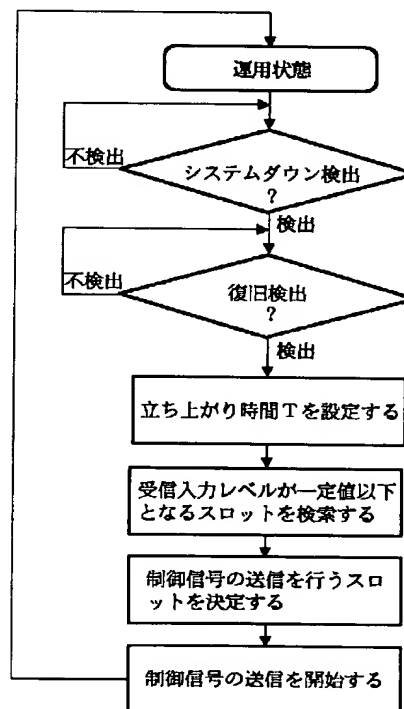 運用状態
不検出
システムダウン検出
?
検出
不検出
復旧検出
?
検出
立ち上がり時間Tを設定する
受信入力レベルが一定値以下
となるスロットを検索する
制御信号の送信を行うスロ
ットを決定する
制御信号の送信を開始する